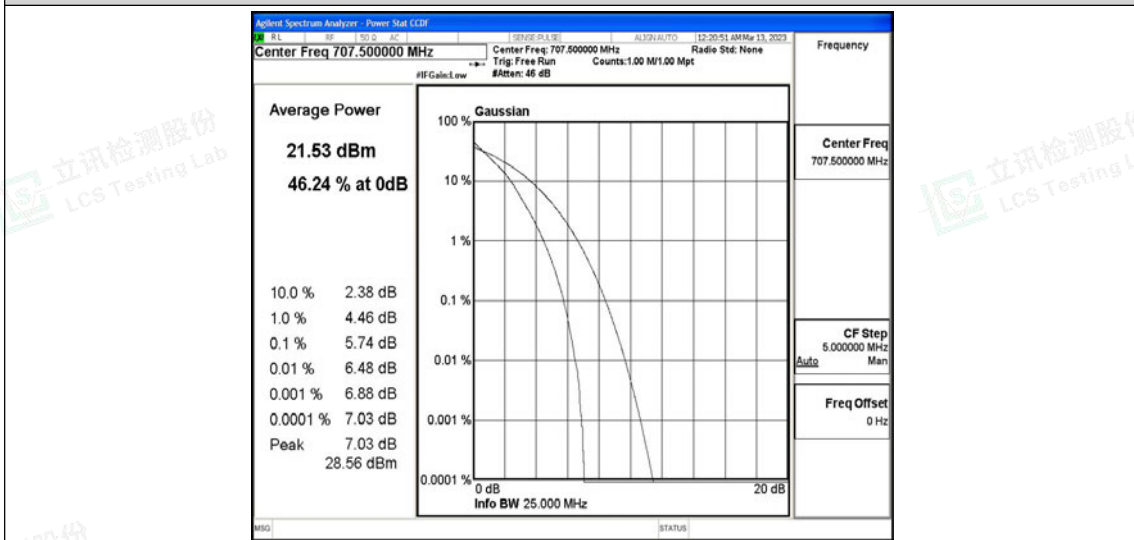 Agilent Spectrum Analyzer - Power Stat CCDF
RL RF 50 Ω AC SENSE:PULSE ALIGNAUTO 12:20:51 AM Mar 13, 2023
Center Freq 707.500000 MHz
Center Freq: 707.500000 MHz Radio Std: None
Trig: Free Run Counts:1.00 M/1.00 Mpt
#IFGain:Low #Atten: 46 dB
Frequency
Average Power
21.53 dBm
46.24 % at 0dB
10.0 % 2.38 dB
1.0 % 4.46 dB
0.1 % 5.74 dB
0.01 % 6.48 dB
0.001 % 6.88 dB
0.0001 % 7.03 dB
Peak 7.03 dB
28.56 dBm
Gaussian
100 %
10 %
1 %
0.1 %
0.01 %
0.001 %
0.0001 %
0 dB 20 dB
Info BW 25.000 MHz
Center Freq
707.500000 MHz
CF Step
5.000000 MHz
Auto Man
Freq Offset
0 Hz
MSG STATUS
立讯检测股份
LCS Testing Lab
立讯检测股份
LCS Testing L
股份